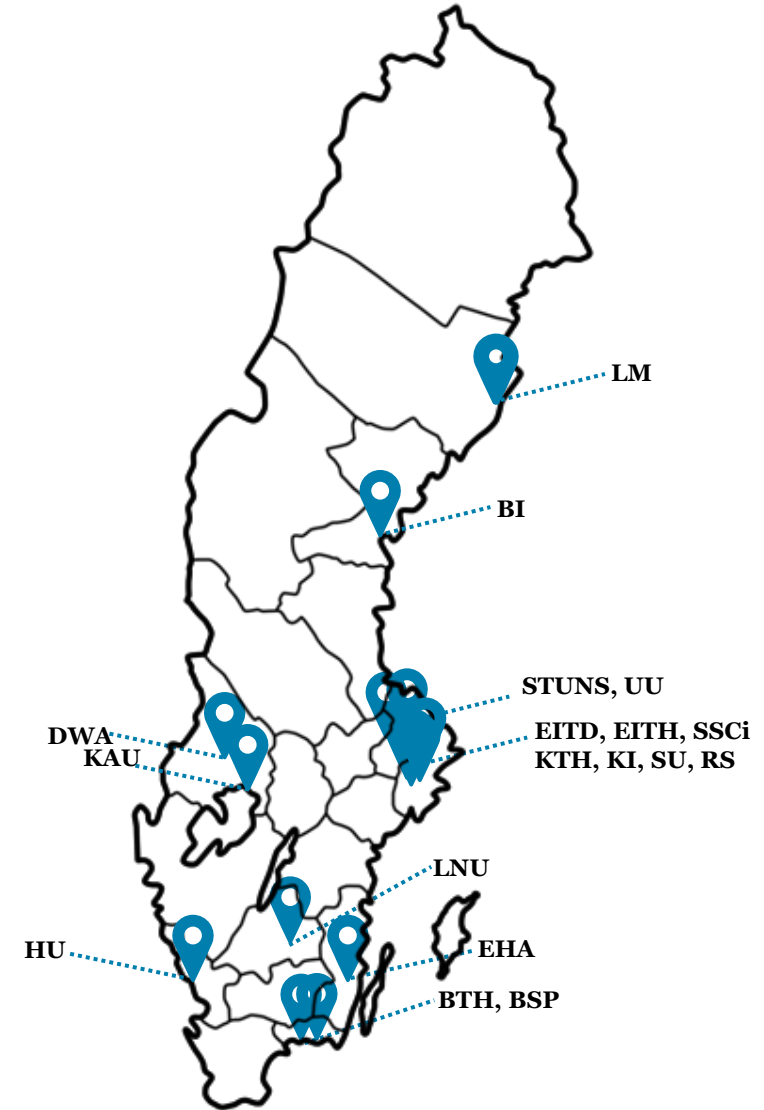 LM
BI
STUNS, UU
EITD, EITH, SSCi
KTH, KI, SU, RS
DWA
KAU
LNU
HU
EHA
BTH, BSP